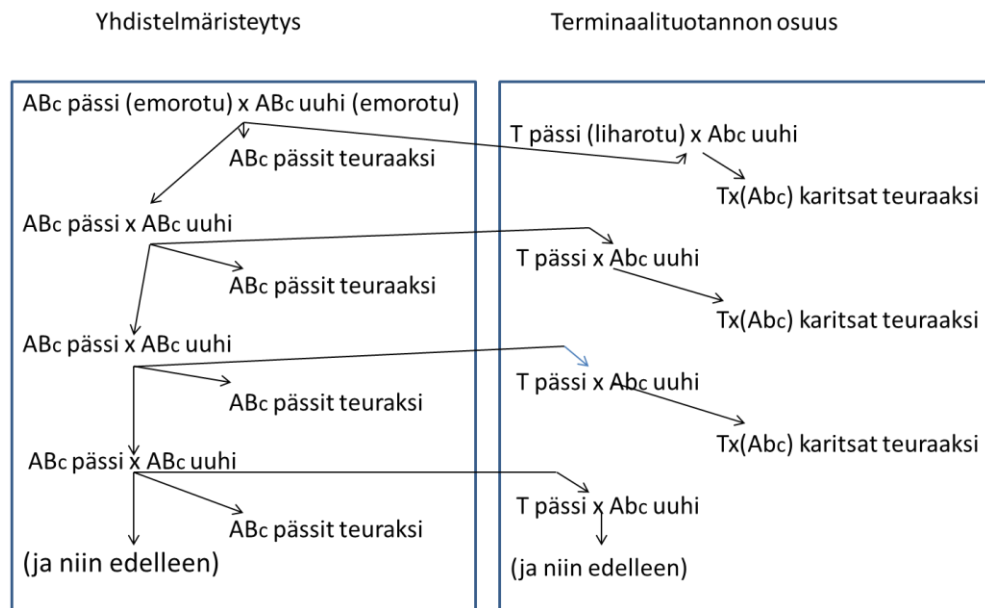 Yhdistelmäristeytys
Terminaalituotannon osuus
ABc pässi (emorotu) x ABc uuhi (emorotu)
ABc pässit teuraaksi
ABc pässi x ABc uuhi
ABc pässit teuraaksi
ABc pässi x ABc uuhi
ABc pässit teuraksi
ABc pässi x ABc uuhi
ABc pässit teuraksi
(ja niin edelleen)
T pässi (liharotu) x Abc uuhi
Tx(Abc) karitsat teuraaksi
T pässi x Abc uuhi
Tx(Abc) karitsat teuraaksi
T pässi x Abc uuhi
Tx(Abc) karitsat teuraaksi
T pässi x Abc uuhi
(ja niin edelleen)